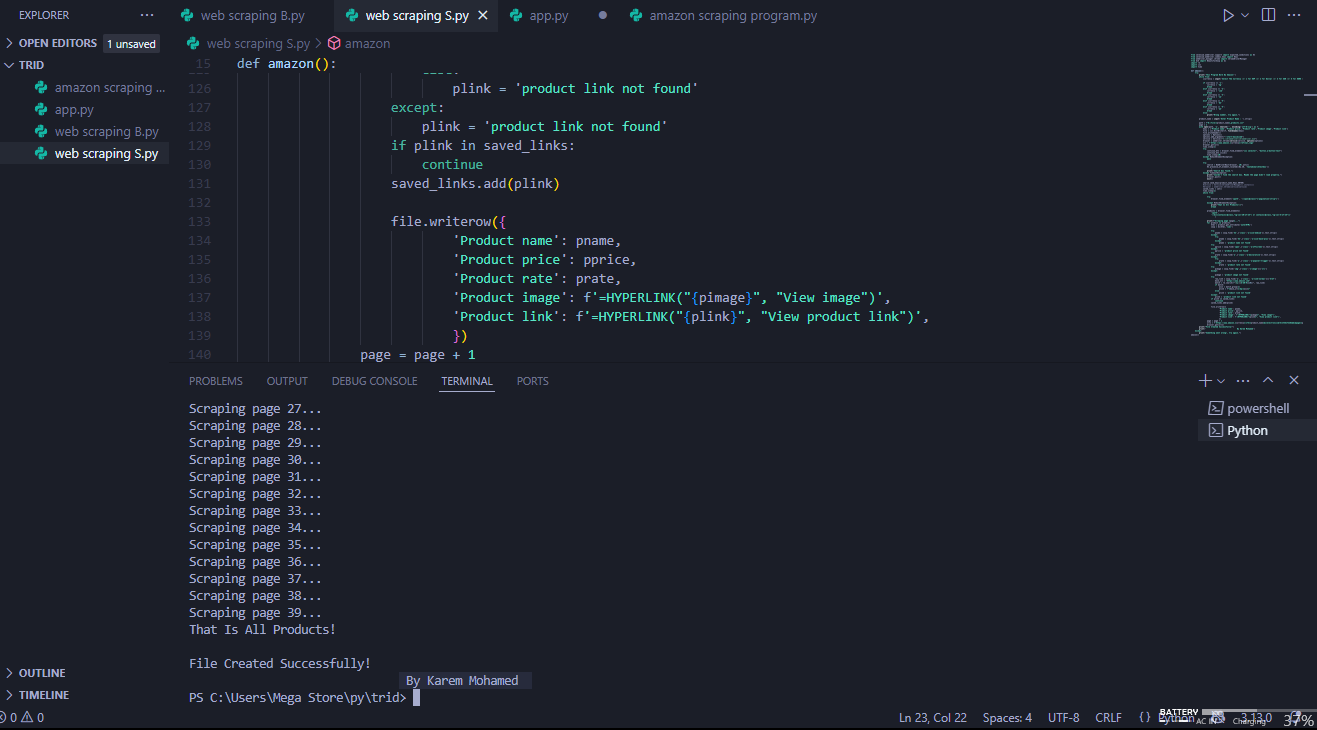 EXPLORER
web scraping B.py
web scraping S.py
app.py
amazon scraping program.py
OPEN EDITORS 1 unsaved
web scraping S.py > amazon
TRID
amazon scraping ...
app.py
web scraping B.py
web scraping S.py
15 def amazon():
126 plink = 'product link not found'
127 except:
128 plink = 'product link not found'
129 if plink in saved_links:
130 continue
131 saved_links.add(plink)
132
133 file.writerow({
134 'Product name': pname,
135 'Product price': pprice,
136 'Product rate': prate,
137 'Product image': f'=HYPERLINK("{pimage}", "View image")',
138 'Product link': f'=HYPERLINK("{plink}", "View product link")',
139 })
140 page = page + 1
PROBLEMS OUTPUT DEBUG CONSOLE TERMINAL PORTS
powershell
Python
Scraping page 27...
Scraping page 28...
Scraping page 29...
Scraping page 30...
Scraping page 31...
Scraping page 32...
Scraping page 33...
Scraping page 34...
Scraping page 35...
Scraping page 36...
Scraping page 37...
Scraping page 38...
Scraping page 39...
That Is All Products!
File Created Successfully!
By Karem Mohamed
PS C:\Users\Mega Store\py\trid>
OUTLINE
TIMELINE
0 0
Ln 23, Col 22 Spaces: 4 UTF-8 CRLF {} Python 3.13.0
BATTERY
AC IN Charging 37%